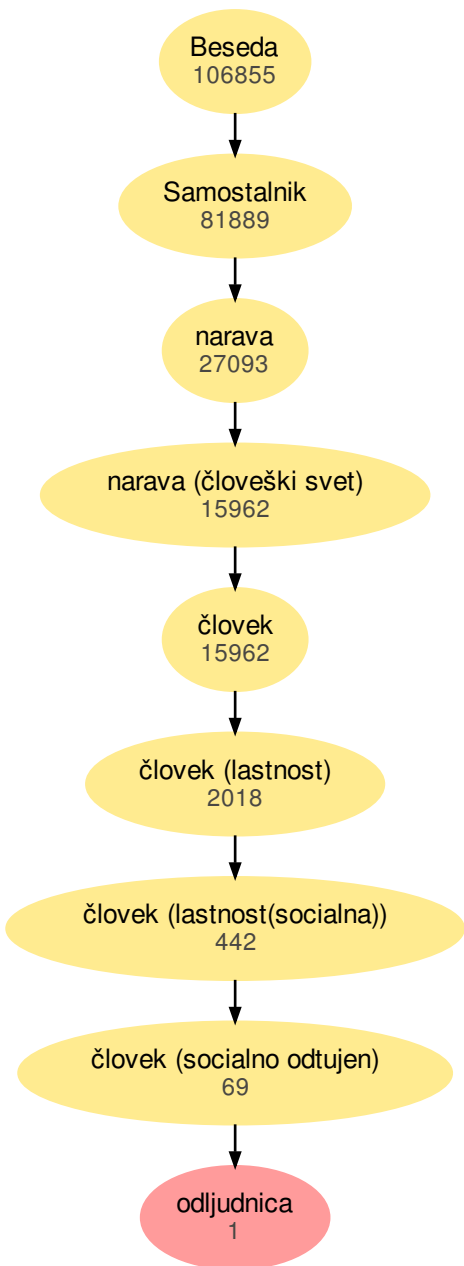 Beseda
106855
Samostalnik
81889
narava
27093
narava (človeški svet)
15962
človek
15962
človek (lastnost)
2018
človek (lastnost(socialna))
442
človek (socialno odtujen)
69
odljudnica
1